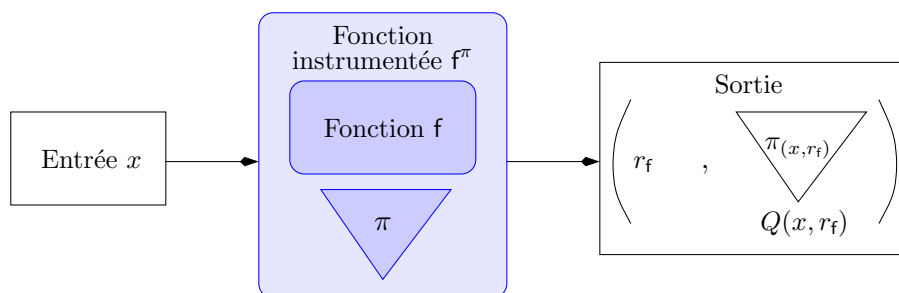 Entrée x
Fonction
instrumentée f^π
Fonction f
π
Sortie
( r_f , π_(x,r_f) )
Q(x, r_f)